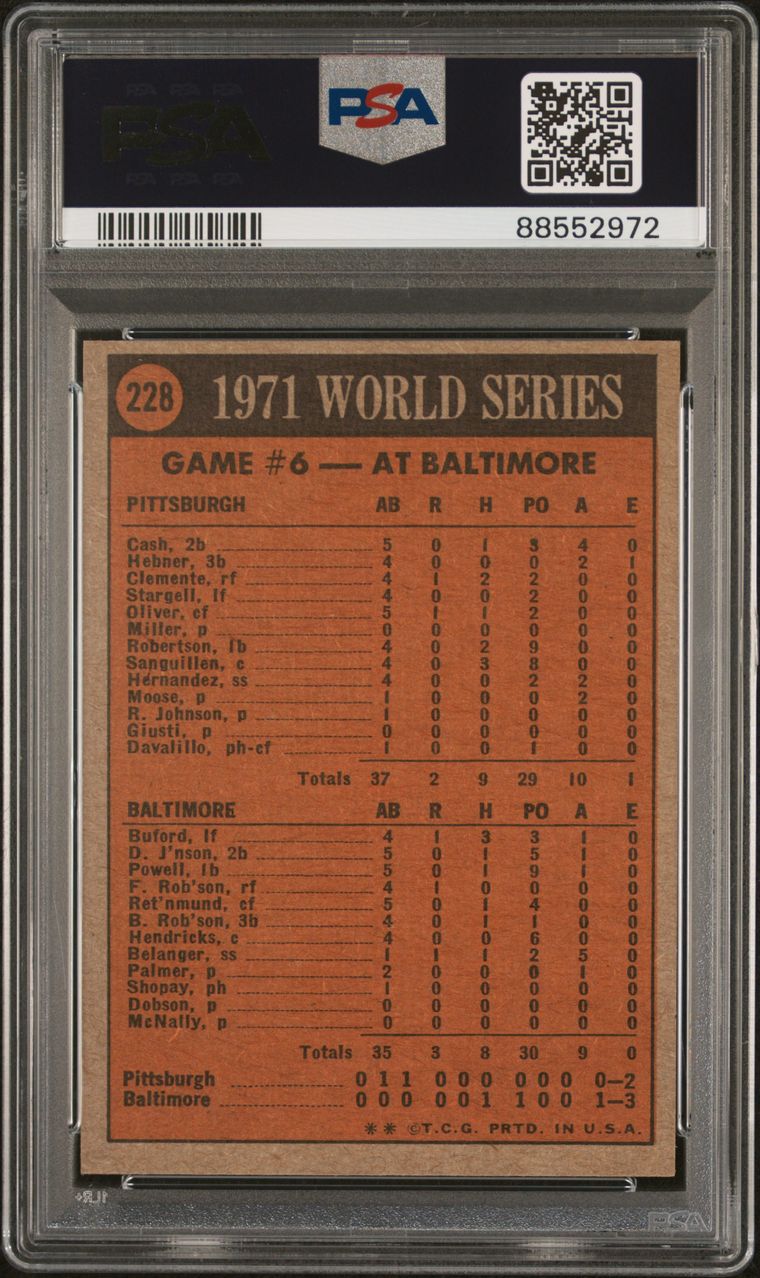 PSA PSA PSA
PSA
PSA PSA PSA
PSA
88552972
228 1971 WORLD SERIES
GAME #6 — AT BALTIMORE
PITTSBURGH AB R H PO A E
Cash, 2b 5 0 1 3 4 0
Hebner, 3b 4 0 0 0 2 1
Clemente, rf 4 1 2 2 0 0
Stargell, lf 4 0 0 2 0 0
Oliver, cf 5 1 1 2 0 0
Miller, p 0 0 0 0 0 0
Robertson, 1b 4 0 2 9 0 0
Sanguillen, c 4 0 3 8 0 0
Hernandez, ss 4 0 0 2 2 0
Moose, p 1 0 0 0 2 0
R. Johnson, p 1 0 0 0 0 0
Giusti, p 0 0 0 0 0 0
Davalillo, ph-cf 1 0 0 1 0 0
Totals 37 2 9 29 10 1
BALTIMORE AB R H PO A E
Buford, lf 4 1 3 3 1 0
D. J'nson, 2b 5 0 1 5 1 0
Powell, 1b 5 0 1 9 1 0
F. Rob'son, rf 4 1 0 0 0 0
Ret'nmund, cf 5 0 1 4 0 0
B. Rob'son, 3b 4 0 1 1 0 0
Hendricks, c 4 0 0 6 0 0
Belanger, ss 1 1 1 2 5 0
Palmer, p 2 0 0 0 1 0
Shopay, ph 1 0 0 0 0 0
Dobson, p 0 0 0 0 0 0
McNally, p 0 0 0 0 0 0
Totals 35 3 8 30 9 0
Pittsburgh 0 1 1 0 0 0 0 0 0 0—2
Baltimore 0 0 0 0 0 1 1 0 0 1—3
** ©T.C.G. PRTD. IN U.S.A.
PSA